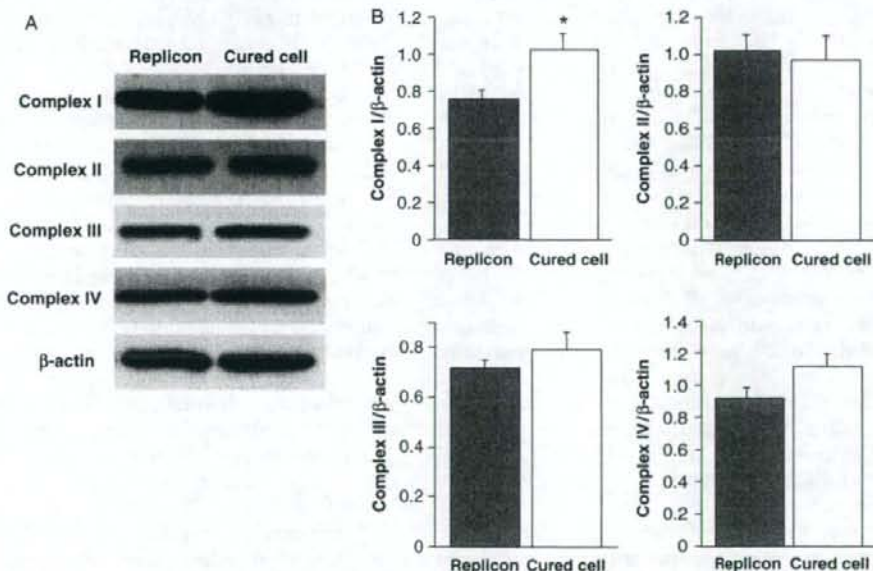 A
Replicon Cured cell
Complex I
Complex II
Complex III
Complex IV
β-actin
B
Complex I/β-actin
1.2
1.0
0.8
0.6
0.4
0.2
0
*
Replicon Cured cell
Complex II/β-actin
1.2
1.0
0.8
0.6
0.4
0.2
0
Replicon Cured cell
Complex III/β-actin
0.8
0.6
0.4
0.2
0
Replicon Cured cell
Complex IV/β-actin
1.4
1.2
1.0
0.8
0.6
0.4
0.2
0
Replicon Cured cell